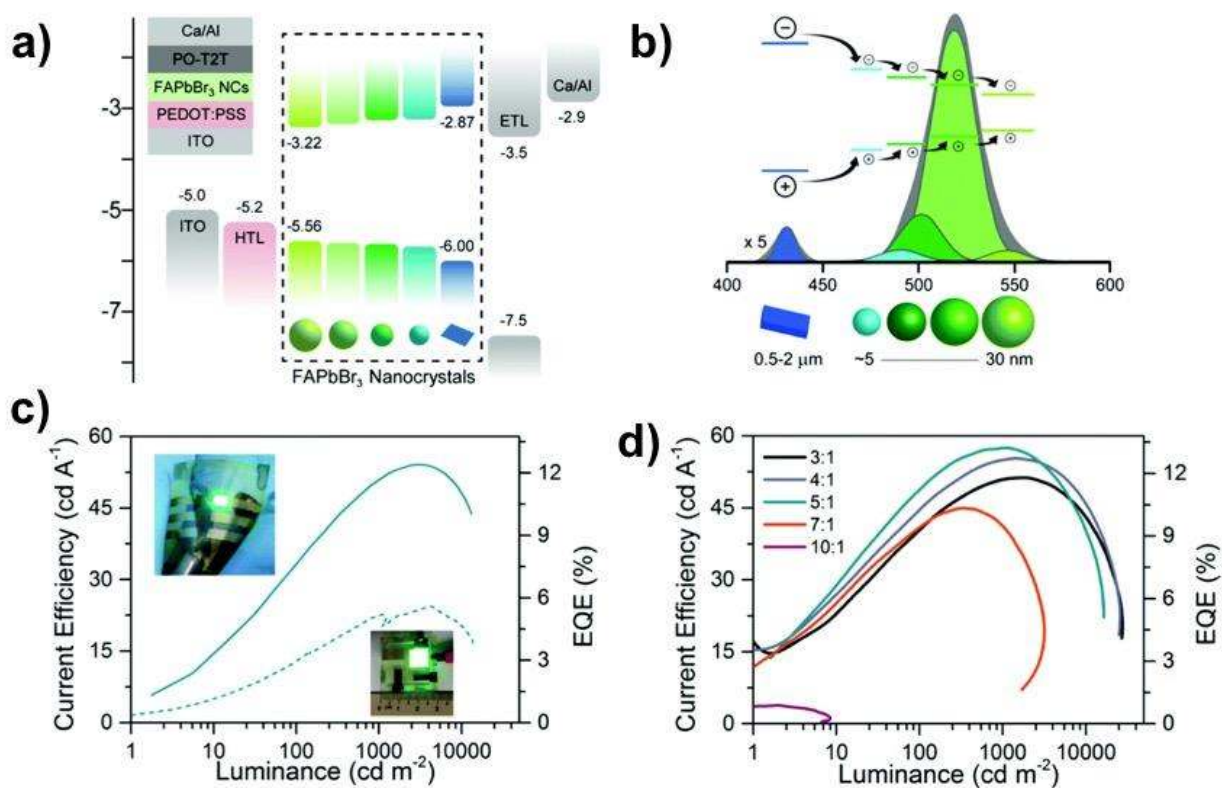 a)
Ca/Al
PO-T2T
FAPbBr₃ NCs
PEDOT:PSS
ITO
-3
-5
-7
-5.0
ITO
-5.2
HTL
-3.22
-2.87
-5.56
-6.00
FAPbBr₃ Nanocrystals
ETL
-3.5
-7.5
Ca/Al
-2.9
b)
x 5
400 450 500 550 600
0.5-2 μm
~5
30 nm
c)
Current Efficiency (cd A⁻¹)
60
45
30
15
0
12
9
6
3
0
EQE (%)
1 10 100 1000 10000
Luminance (cd m⁻²)
d)
Current Efficiency (cd A⁻¹)
60
45
30
15
0
3:1
4:1
5:1
7:1
10:1
12
9
6
3
0
EQE (%)
1 10 100 1000 10000
Luminance (cd m⁻²)